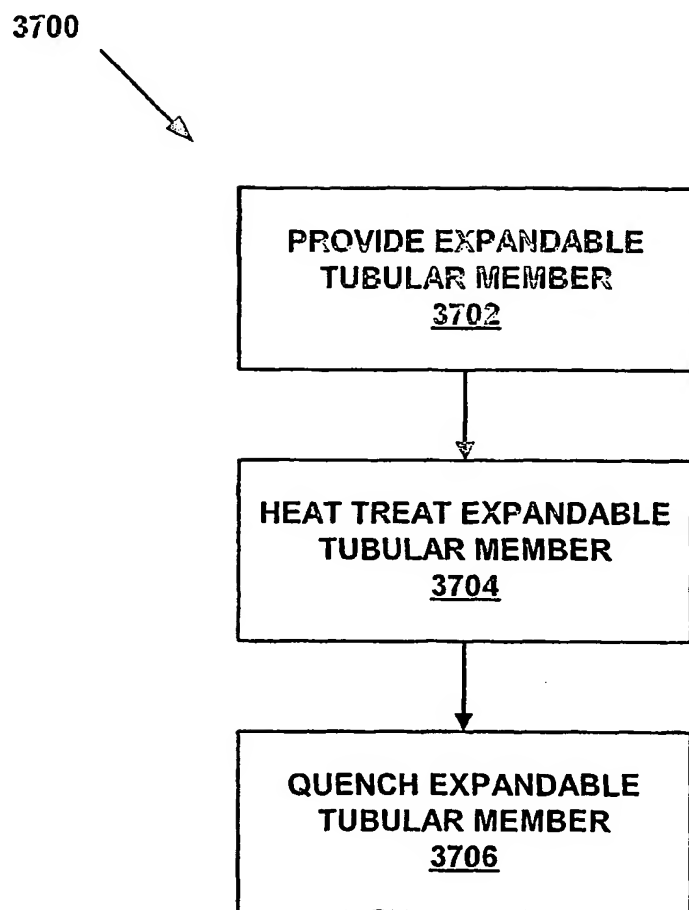 3700
PROVIDE EXPANDABLE
TUBULAR MEMBER
3702
HEAT TREAT EXPANDABLE
TUBULAR MEMBER
3704
QUENCH EXPANDABLE
TUBULAR MEMBER
3706